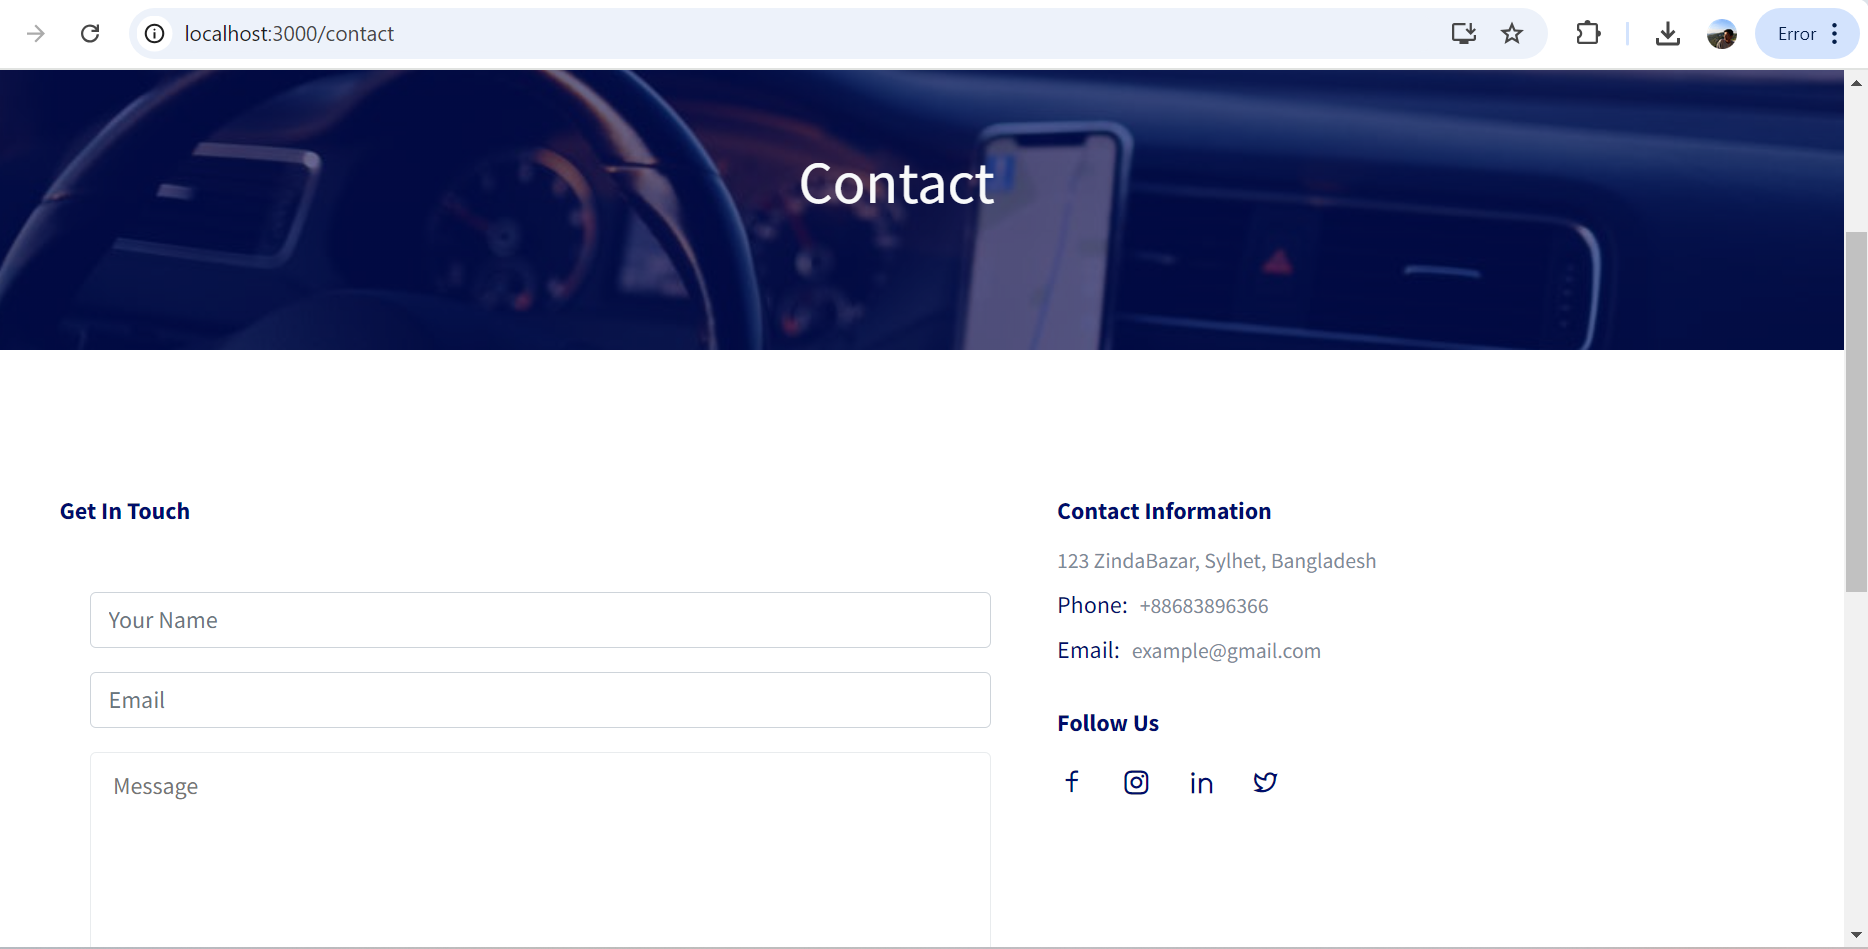 localhost:3000/contact
Error
Contact
Get In Touch
Your Name
Email
Message
Contact Information
123 ZindaBazar, Sylhet, Bangladesh
Phone: +88683896366
Email: example@gmail.com
Follow Us